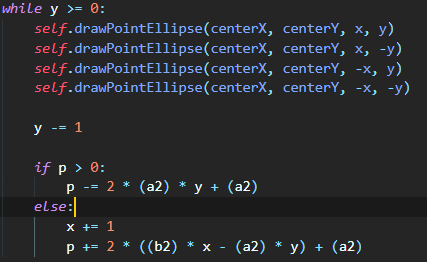 while y >= 0:
    self.drawPointEllipse(centerX, centerY, x, y)
    self.drawPointEllipse(centerX, centerY, x, -y)
    self.drawPointEllipse(centerX, centerY, -x, y)
    self.drawPointEllipse(centerX, centerY, -x, -y)

    y -= 1

    if p > 0:
        p -= 2 * (a2) * y + (a2)
    else:
        x += 1
        p += 2 * ((b2) * x - (a2) * y) + (a2)